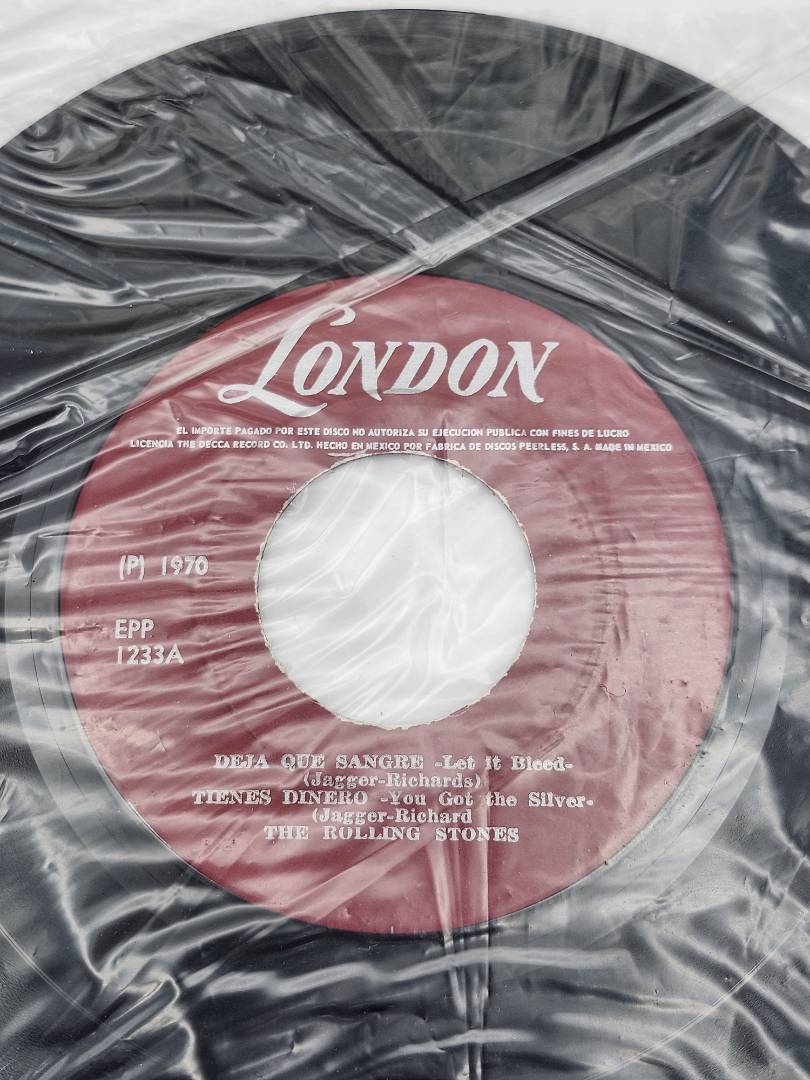 LONDON
EL IMPORTE PAGADO POR ESTE DISCO NO AUTORIZA SU EJECUCION PUBLICA CON FINES DE LUCRO
LICENCIA THE DECCA RECORD CO. LTD. HECHO EN MEXICO POR FABRICA DE DISCOS PEERLESS, S. A. MADE IN MEXICO
(P) 1970
EPP
1233A
DEJA QUE SANGRE -Let it Bleed-
(Jagger-Richards)
TIENES DINERO -You Got the Silver-
(Jagger-Richard
THE ROLLING STONES